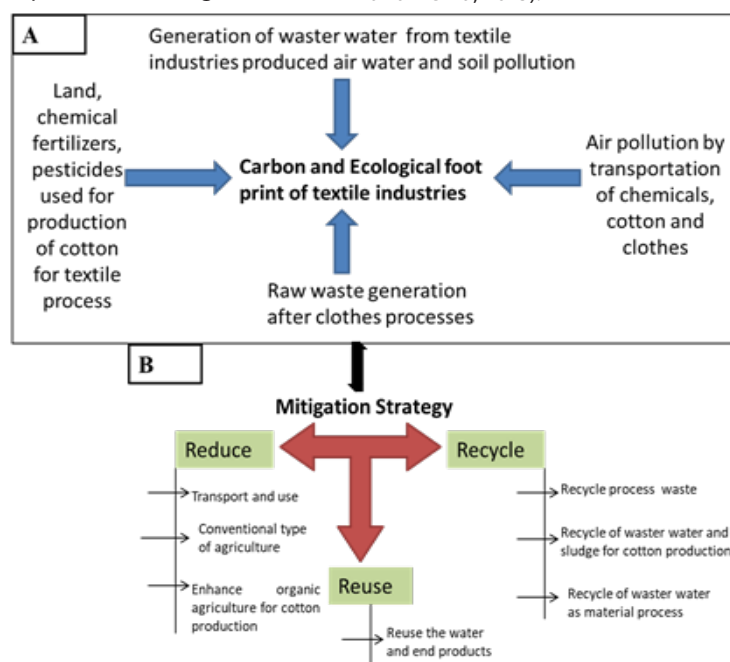 A
Generation of waster water from textile
industries produced air water and soil pollution
Land,
chemical
fertilizers,
pesticides
used for
production
of cotton
for textile
process
Carbon and Ecological foot
print of textile industries
Air pollution by
transportation
of chemicals,
cotton and
clothes
Raw waste generation
after clothes processes
B
Mitigation Strategy
Reduce
Transport and use
Conventional type
of agriculture
Enhance organic
agriculture for cotton
production
Reuse
Reuse the water
and end products
Recycle
Recycle process waste
Recycle of waster water and
sludge for cotton production
Recycle of waster water
as material process